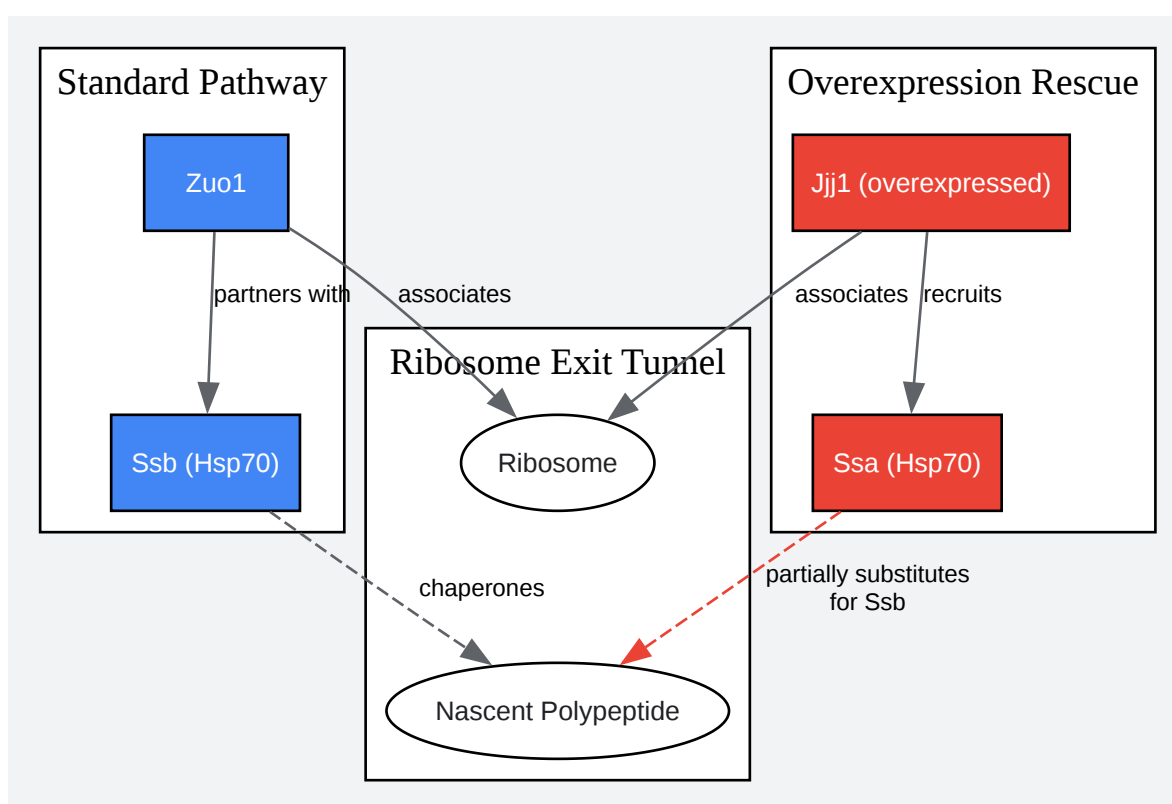 Standard Pathway
Overexpression Rescue
Zuo1
Jjj1 (overexpressed)
partners with
associates
associates
recruits
Ribosome Exit Tunnel
Ssb (Hsp70)
Ribosome
Ssa (Hsp70)
chaperones
partially substitutes
for Ssb
Nascent Polypeptide